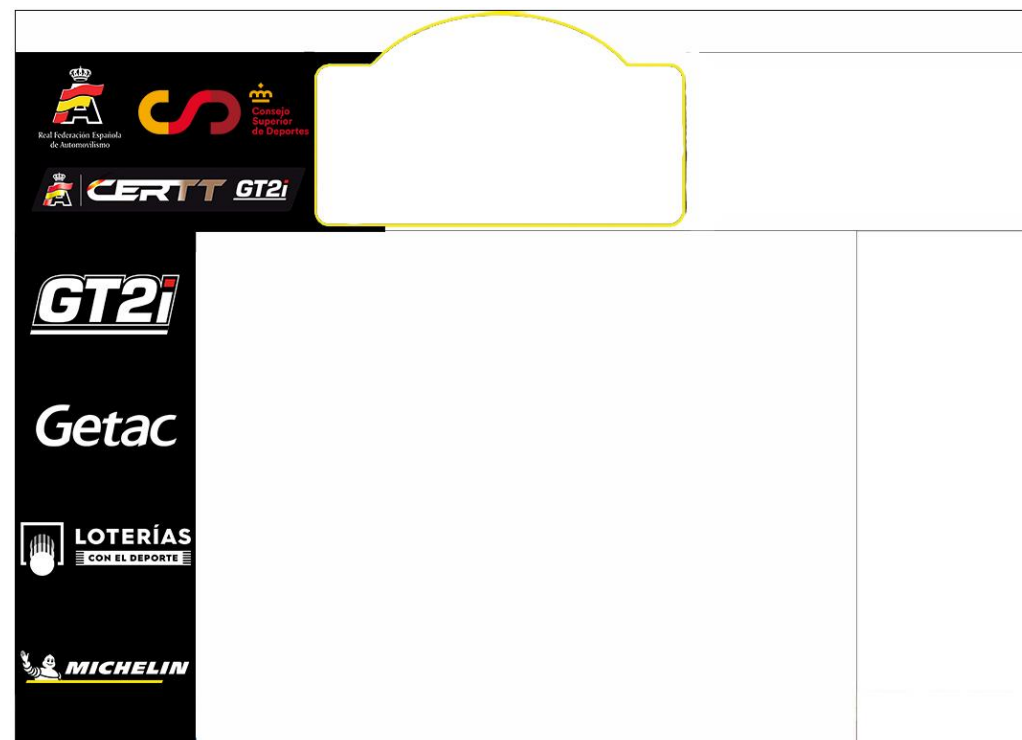 Real Federación Española
de Automovilismo
Consejo
Superior
de Deportes
CERTT GT2i
GT2i
Getac
LOTERÍAS
CON EL DEPORTE
MICHELIN